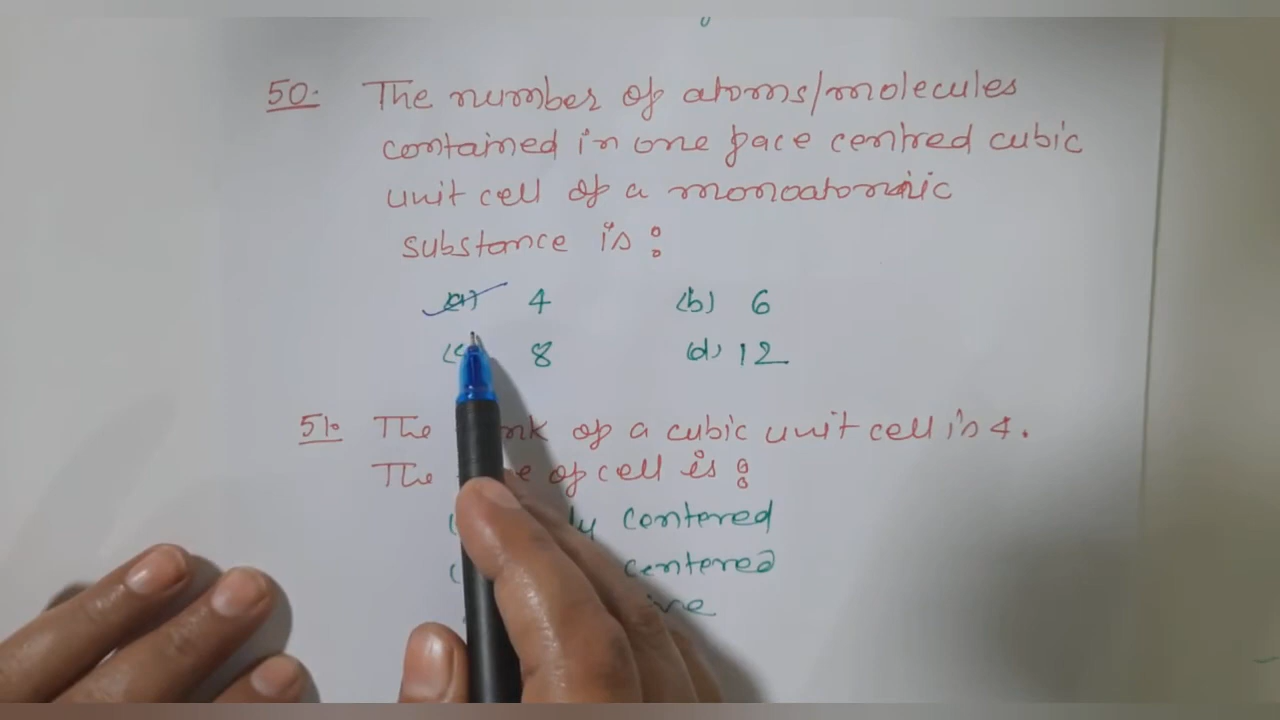 50. The number of atoms/molecules
contained in one face centred cubic
unit cell of a monoatomic
substance is :
(a) 4 (b) 6
(c) 8 (d) 12
51. The of a cubic unit cell is 4.
The of cell is :
centered
centered